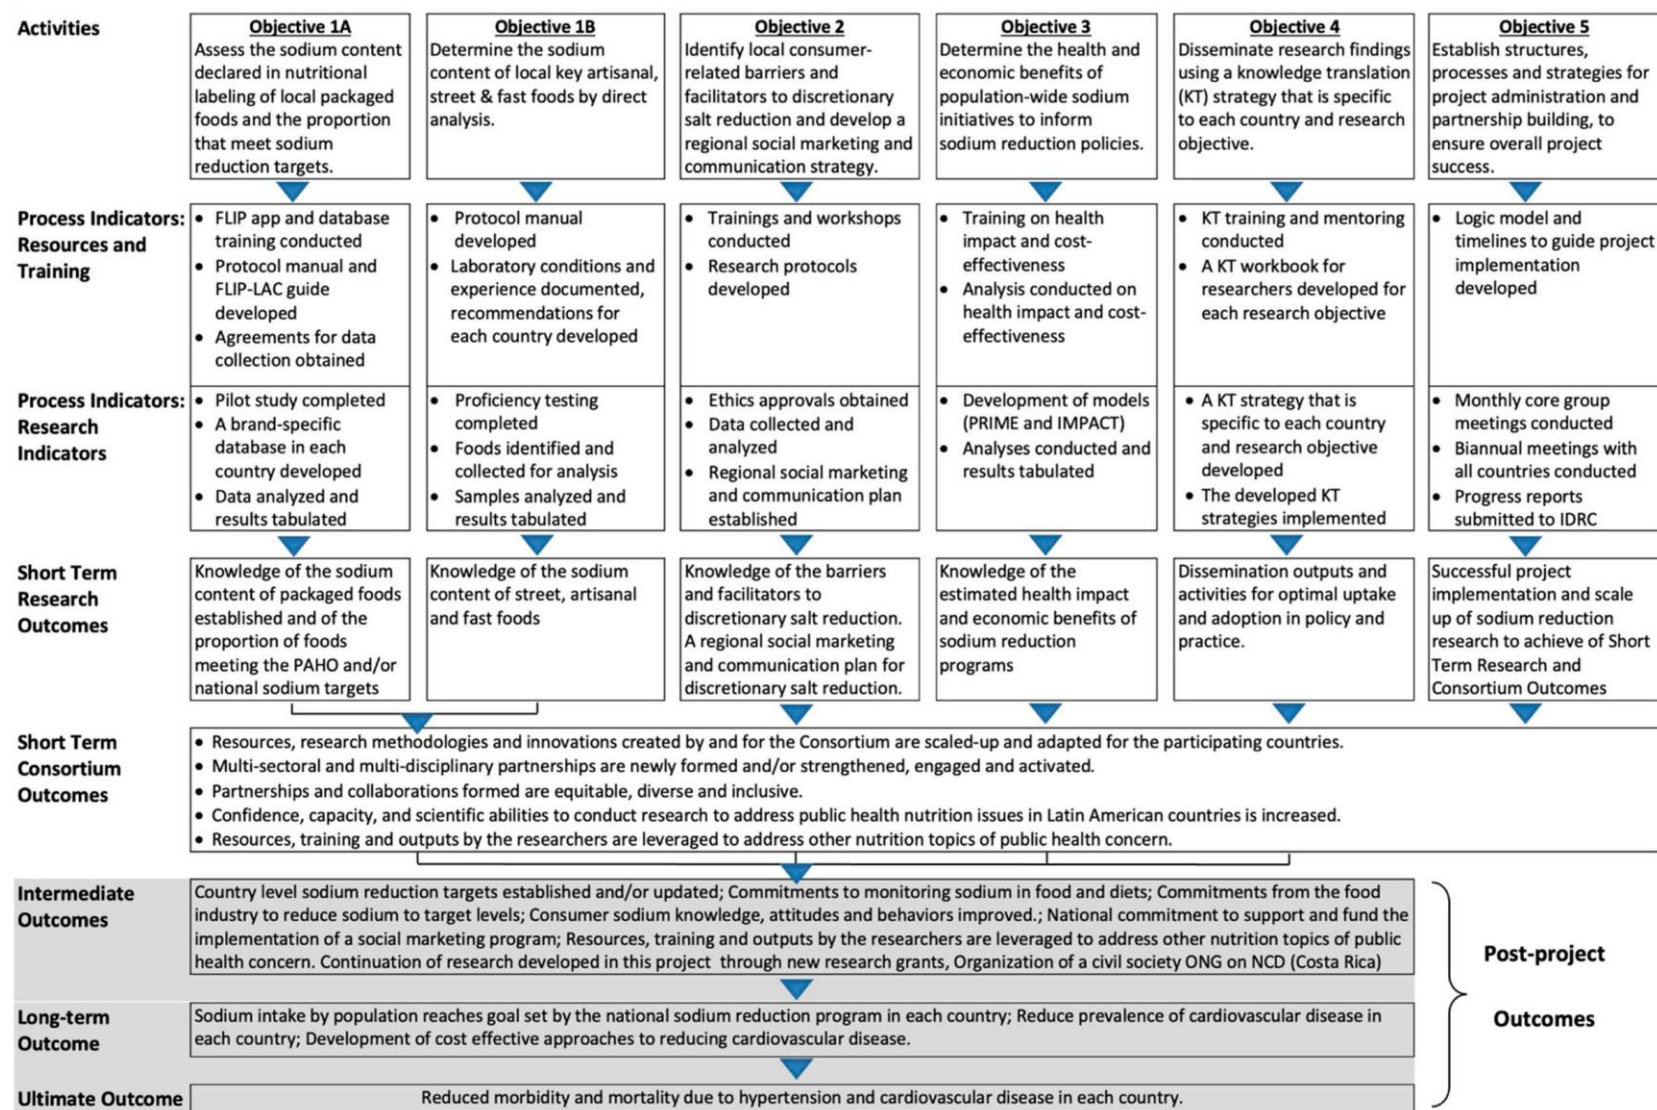 Activities
Objective 1A
Assess the sodium content
declared in nutritional
labeling of local packaged
foods and the proportion
that meet sodium
reduction targets.
Objective 1B
Determine the sodium
content of local key artisanal,
street & fast foods by direct
analysis.
Objective 2
Identify local consumer-
related barriers and
facilitators to discretionary
salt reduction and develop a
regional social marketing and
communication strategy.
Objective 3
Determine the health and
economic benefits of
population-wide sodium
initiatives to inform
sodium reduction policies.
Objective 4
Disseminate research findings
using a knowledge translation
(KT) strategy that is specific
to each country and research
objective.
Objective 5
Establish structures,
processes and strategies for
project administration and
partnership building, to
ensure overall project
success.
Process Indicators:
Resources and
Training
• FLIP app and database
training conducted
• Protocol manual and
FLIP-LAC guide
developed
• Agreements for data
collection obtained
• Protocol manual
developed
• Laboratory conditions and
experience documented,
recommendations for
each country developed
• Trainings and workshops
conducted
• Research protocols
developed
• Training on health
impact and cost-
effectiveness
• Analysis conducted on
health impact and cost-
effectiveness
• KT training and mentoring
conducted
• A KT workbook for
researchers developed for
each research objective
• Logic model and
timelines to guide project
implementation
developed
Process Indicators:
Research
Indicators
• Pilot study completed
• A brand-specific
database in each
country developed
• Data analyzed and
results tabulated
• Proficiency testing
completed
• Foods identified and
collected for analysis
• Samples analyzed and
results tabulated
• Ethics approvals obtained
• Data collected and
analyzed
• Regional social marketing
and communication plan
established
• Development of models
(PRIME and IMPACT)
• Analyses conducted and
results tabulated
• A KT strategy that is
specific to each country
and research objective
developed
• The developed KT
strategies implemented
• Monthly core group
meetings conducted
• Biannual meetings with
all countries conducted
• Progress reports
submitted to IDRC
Short Term
Research
Outcomes
Knowledge of the sodium
content of packaged foods
established and of the
proportion of foods
meeting the PAHO and/or
national sodium targets
Knowledge of the sodium
content of street, artisanal
and fast foods
Knowledge of the barriers
and facilitators to
discretionary salt reduction.
A regional social marketing
and communication plan for
discretionary salt reduction.
Knowledge of the
estimated health impact
and economic benefits of
sodium reduction
programs
Dissemination outputs and
activities for optimal uptake
and adoption in policy and
practice.
Successful project
implementation and scale
up of sodium reduction
research to achieve of Short
Term Research and
Consortium Outcomes
Short Term
Consortium
Outcomes
• Resources, research methodologies and innovations created by and for the Consortium are scaled-up and adapted for the participating countries.
• Multi-sectoral and multi-disciplinary partnerships are newly formed and/or strengthened, engaged and activated.
• Partnerships and collaborations formed are equitable, diverse and inclusive.
• Confidence, capacity, and scientific abilities to conduct research to address public health nutrition issues in Latin American countries is increased.
• Resources, training and outputs by the researchers are leveraged to address other nutrition topics of public health concern.
Intermediate
Outcomes
Country level sodium reduction targets established and/or updated; Commitments to monitoring sodium in food and diets; Commitments from the food
industry to reduce sodium to target levels; Consumer sodium knowledge, attitudes and behaviors improved.; National commitment to support and fund the
implementation of a social marketing program; Resources, training and outputs by the researchers are leveraged to address other nutrition topics of public
health concern. Continuation of research developed in this project through new research grants, Organization of a civil society ONG on NCD (Costa Rica)
Post-project
Outcomes
Long-term
Outcome
Sodium intake by population reaches goal set by the national sodium reduction program in each country; Reduce prevalence of cardiovascular disease in
each country; Development of cost effective approaches to reducing cardiovascular disease.
Ultimate Outcome
Reduced morbidity and mortality due to hypertension and cardiovascular disease in each country.